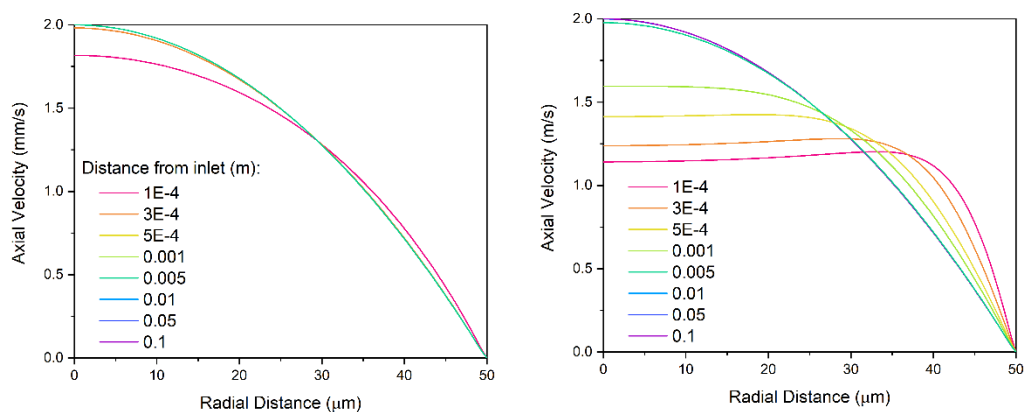 2.0
1.5
1.0
0.5
0.0
Axial Velocity (mm/s)
Distance from inlet (m):
1E-4
3E-4
5E-4
0.001
0.005
0.01
0.05
0.1
0 10 20 30 40 50
Radial Distance (μm)
2.0
1.5
1.0
0.5
0.0
Axial Velocity (m/s)
1E-4
3E-4
5E-4
0.001
0.005
0.01
0.05
0.1
0 10 20 30 40 50
Radial Distance (μm)